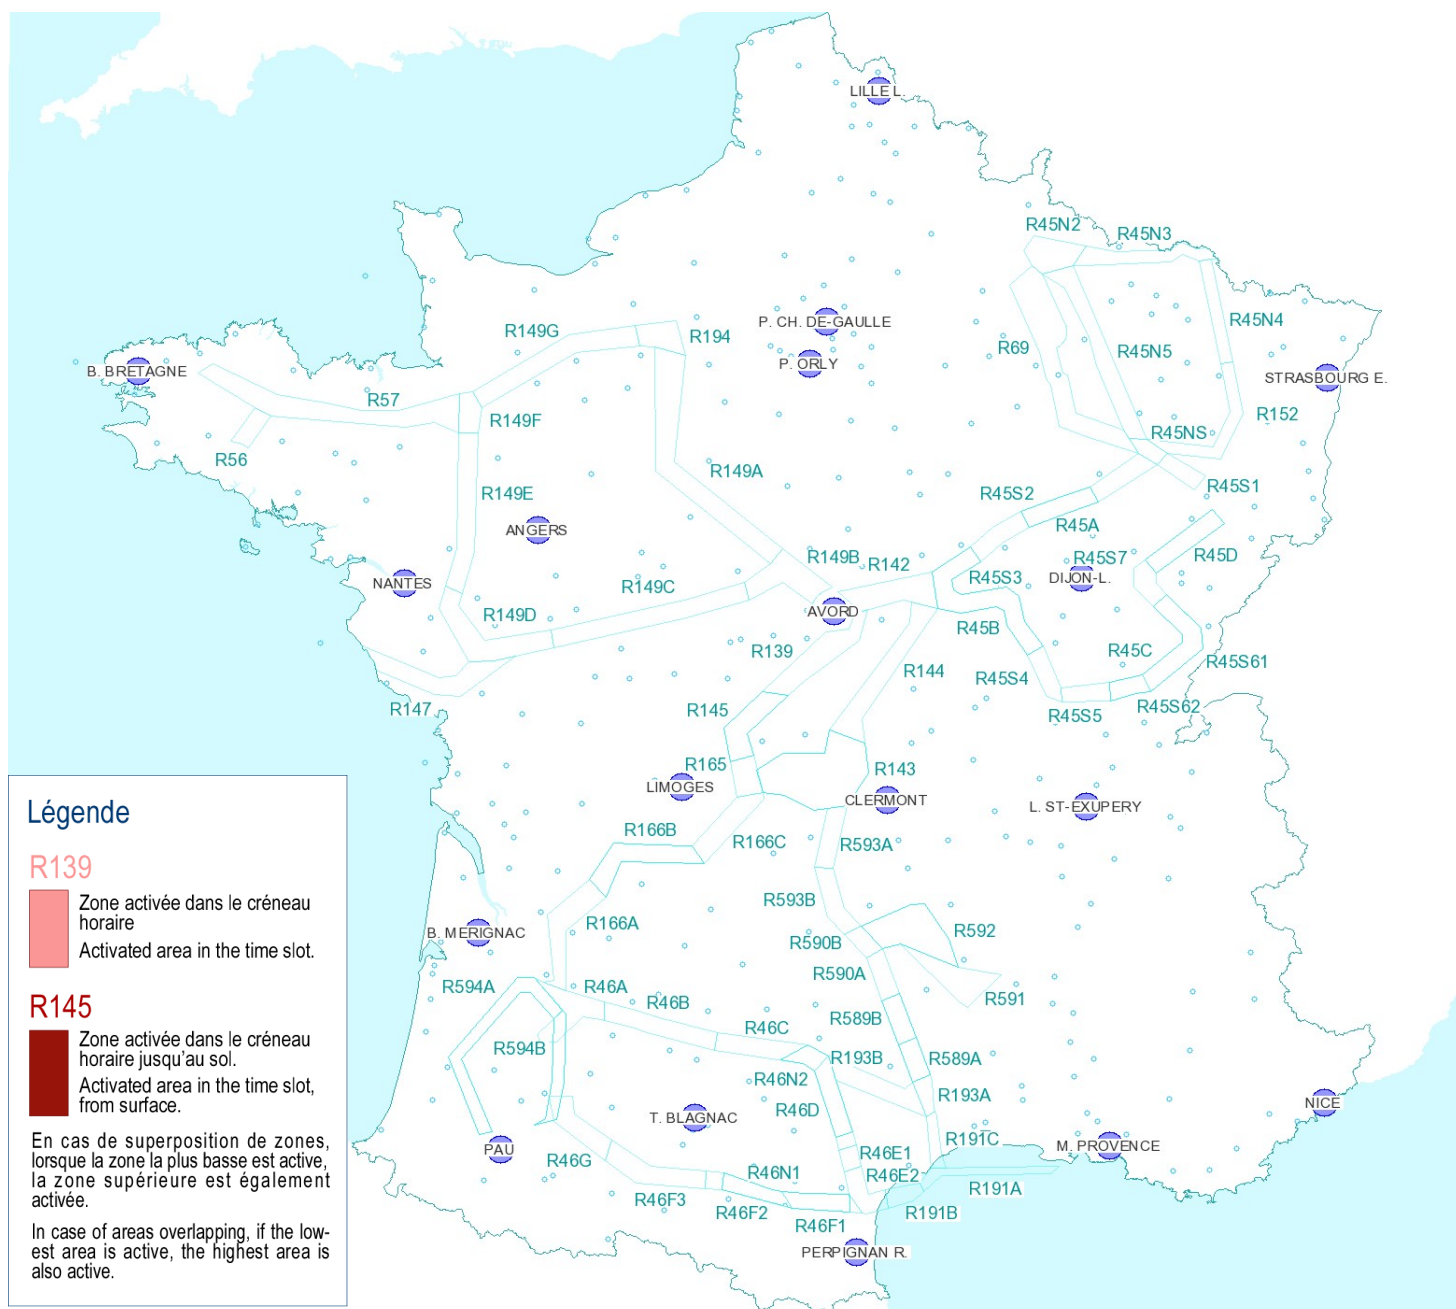 LILLE L.
R45N2
R45N3
P. CH. DE-GAULLE
R149G
R194
R69
R45N4
R45N5
P. ORLY
B. BRETAGNE
STRASBOURG E.
R57
R149F
R152
R45NS
R56
R149A
R149E
R45S2
R45S1
ANGERS
R45A
R149B
R142
R45S7
R45D
NANTES
R149C
R45S3
DIJON-L.
R149D
AVORD
R45B
R139
R45C
R45S61
R144
R45S4
R147
R145
R45S5
R45S62
R165
R143
LIMOGES
CLERMONT
L. ST-EXUPERY
R166B
R166C
R593A
R593B
R166A
B. MERIGNAC
R590B
R592
R590A
R594A
R46A
R46B
R591
R46C
R589B
R594B
R193B
R589A
R46N2
R193A
R46D
NICE
T. BLAGNAC
PAU
R191C
M. PROVENCE
R46G
R46E1
R46N1
R46E2
R191A
R46F3
R46F2
R191B
R46F1
PERPIGNAN R.
Légende
R139
Zone activée dans le créneau
horaire
Activated area in the time slot.
R145
Zone activée dans le créneau
horaire jusqu'au sol.
Activated area in the time slot,
from surface.
En cas de superposition de zones,
lorsque la zone la plus basse est active,
la zone supérieure est également
activée.
In case of areas overlapping, if the low-
est area is active, the highest area is
also active.